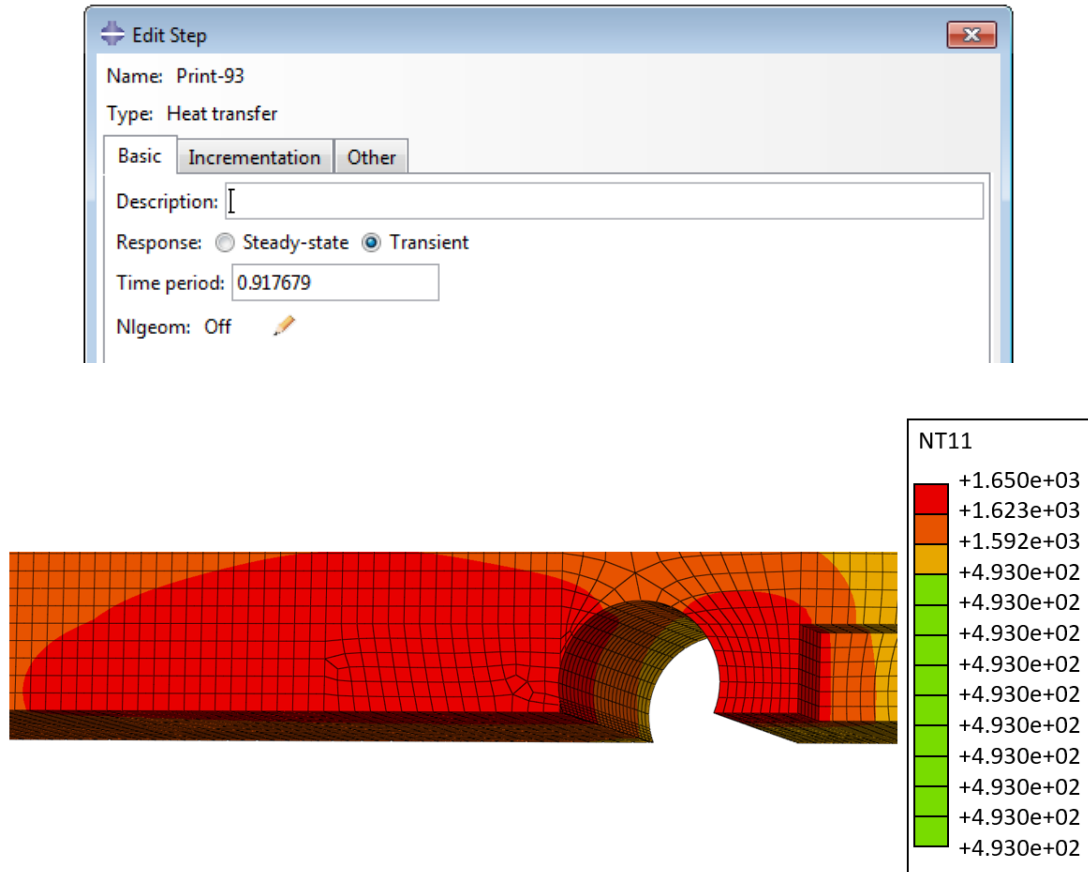 Edit Step
Name: Print-93
Type: Heat transfer
Basic Incrementation Other
Description:
Response: Steady-state Transient
Time period: 0.917679
Nlgeom: Off
NT11
+1.650e+03
+1.623e+03
+1.592e+03
+4.930e+02
+4.930e+02
+4.930e+02
+4.930e+02
+4.930e+02
+4.930e+02
+4.930e+02
+4.930e+02
+4.930e+02
+4.930e+02